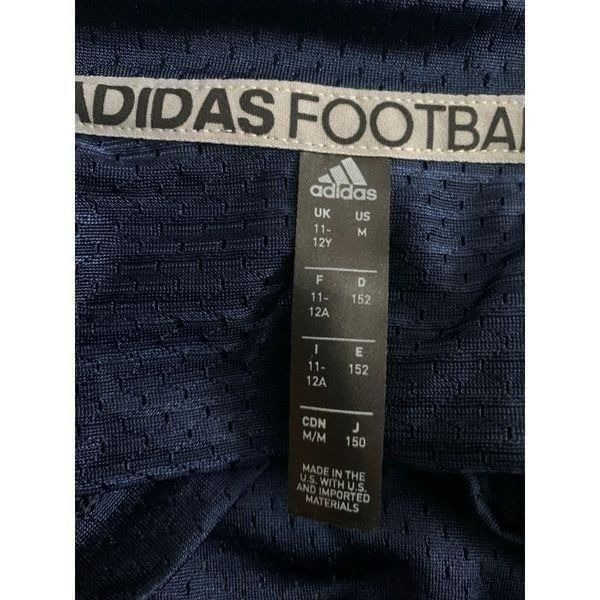 ADIDAS FOOTBA
adidas
UK US
11- M
12Y
F D
11- 152
12A
I E
11- 152
12A
CDN J
M/M 150
MADE IN THE
U.S. WITH U.S.
AND IMPORTED
MATERIALS